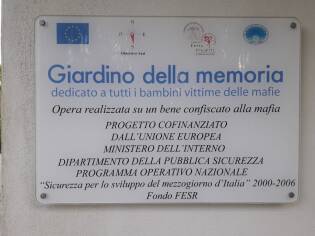 Giardino della memoria
dedicato a tutti i bambini vittime delle mafie
Opera realizzata su un bene confiscato alla mafia
PROGETTO COFINANZIATO
DALL'UNIONE EUROPEA
MINISTERO DELL'INTERNO
DIPARTIMENTO DELLA PUBBLICA SICUREZZA
PROGRAMMA OPERATIVO NAZIONALE
"Sicurezza per lo sviluppo del mezzogiorno d'Italia" 2000-2006
Fondo FESR